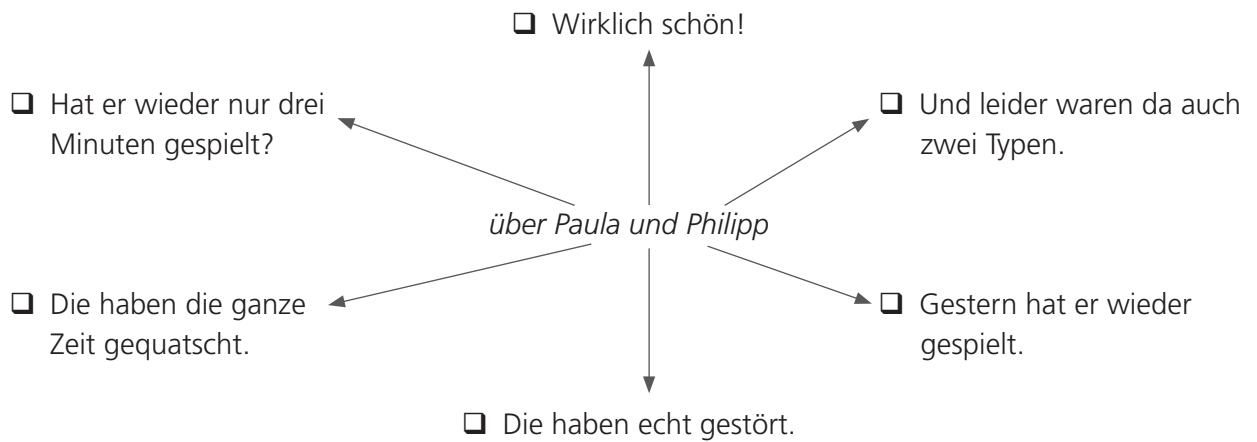 ❑ Wirklich schön!
❑ Hat er wieder nur drei
Minuten gespielt?
❑ Und leider waren da auch
zwei Typen.
über Paula und Philipp
❑ Die haben die ganze
Zeit gequatscht.
❑ Gestern hat er wieder
gespielt.
❑ Die haben echt gestört.